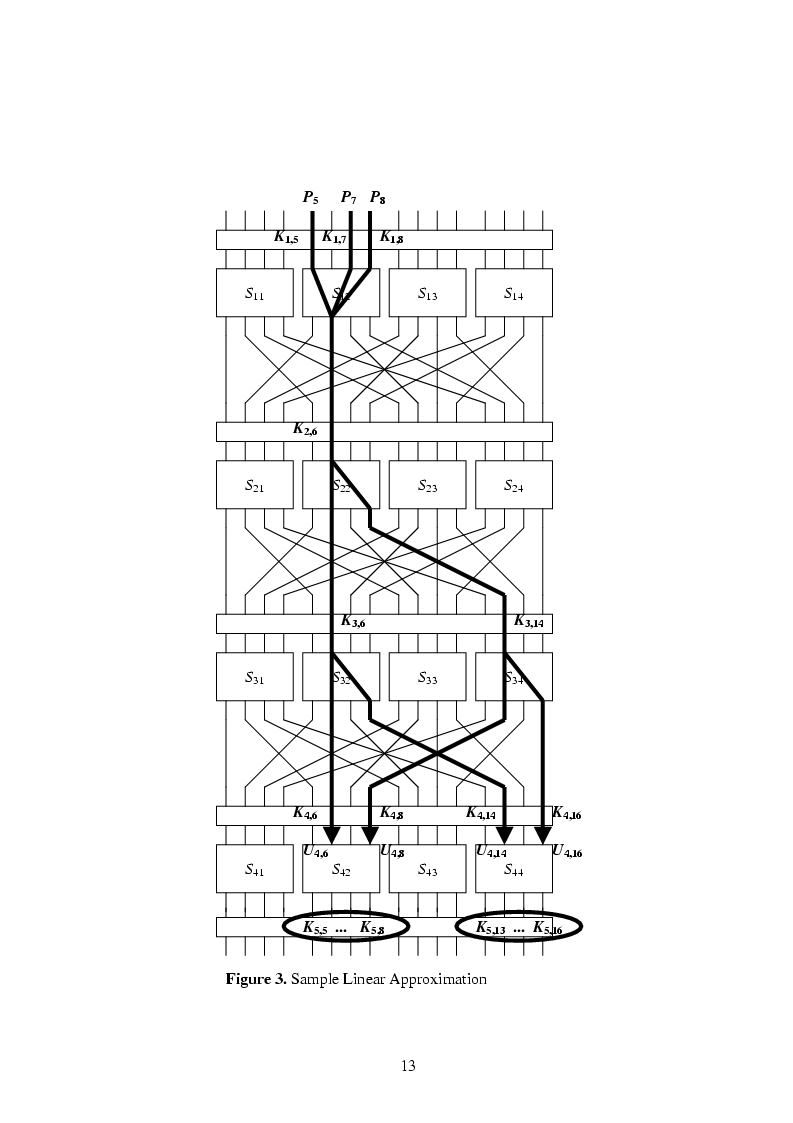 P5 P7 P8
K1,5 K1,7 K1,8
S11 S12 S13 S14
K2,6
S21 S22 S23 S24
K3,6 K3,14
S31 S32 S33 S34
K4,6 K4,8 K4,14 K4,16
U4,6 U4,8 U4,14 U4,16
S41 S42 S43 S44
K5,5 ... K5,8 K5,13 ... K5,16
Figure 3. Sample Linear Approximation
13